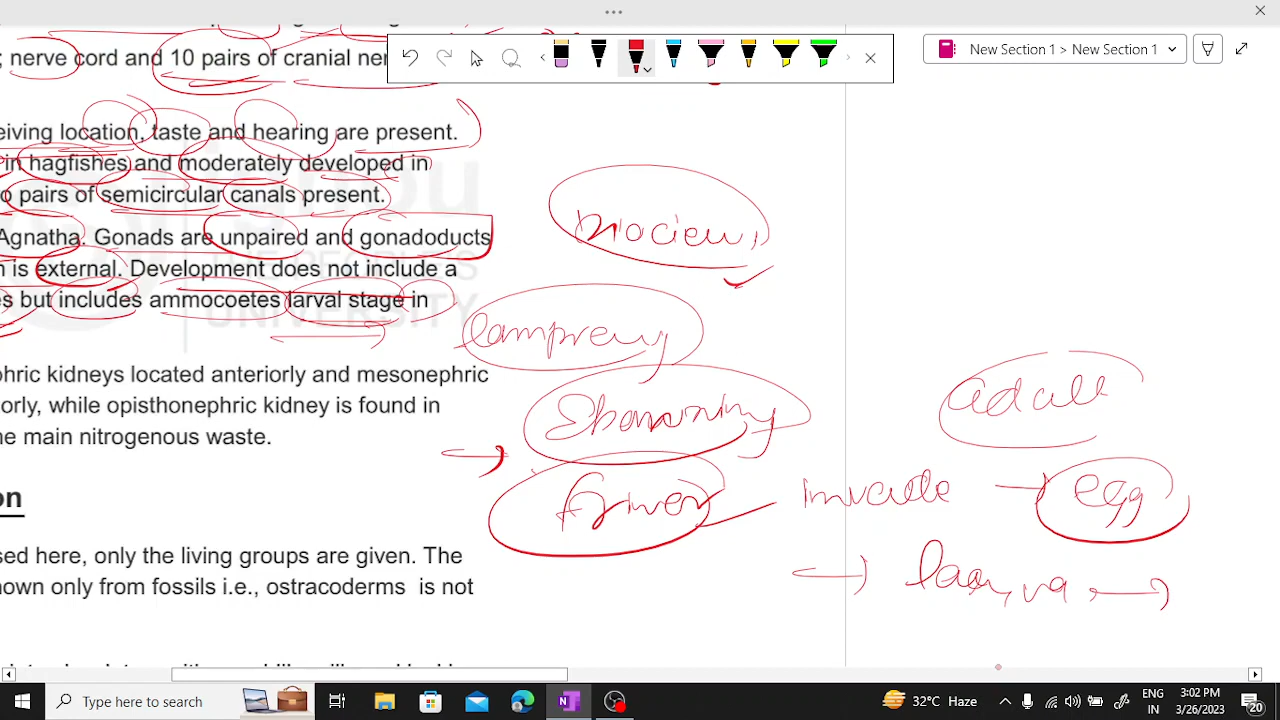 New Section 1 > New Section 1
; nerve cord and 10 pairs of cranial ner
eiving location, taste and hearing are present.
in hagfishes and moderately developed in
o pairs of semicircular canals present.
Agnatha. Gonads are unpaired and gonadoducts
n is external. Development does not include a
es but includes ammocoetes larval stage in
UNIVERSITY
lamprey
phric kidneys located anteriorly and mesonephric
orly, while opisthonephric kidney is found in
ne main nitrogenous waste.
adult
egg
larva
on
sed here, only the living groups are given. The
nown only from fossils i.e., ostracoderms is not
Type here to search
32°C Haze
ENG
IN
3:02 PM
3/26/2023
20